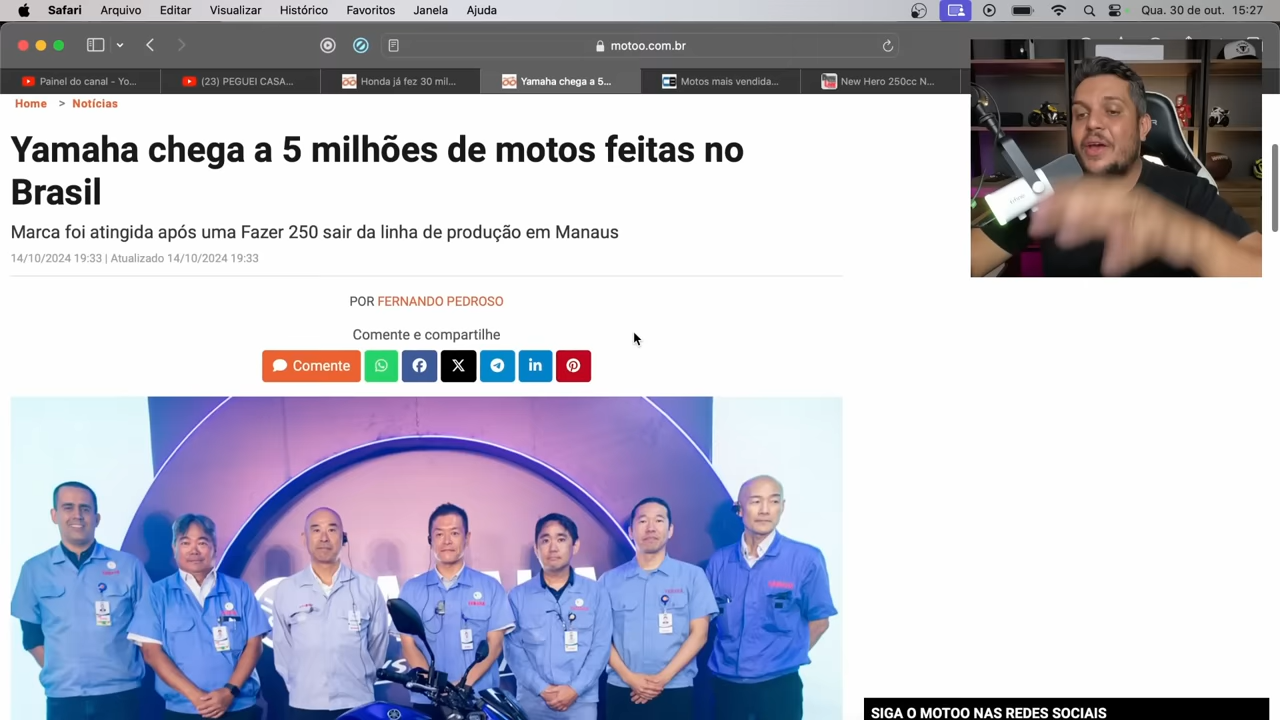 Safari Arquivo Editar Visualizar Histórico Favoritos Janela Ajuda Qua. 30 de out. 15:27
motoo.com.br
Painel do canal - Yo...
(23) PEGUEI CASA...
Honda já fez 30 mil...
Yamaha chega a 5...
Motos mais vendida...
New Hero 250cc N...
Home > Notícias
Yamaha chega a 5 milhões de motos feitas no
Brasil
Marca foi atingida após uma Fazer 250 sair da linha de produção em Manaus
14/10/2024 19:33 | Atualizado 14/10/2024 19:33
POR FERNANDO PEDROSO
Comente e compartilhe
Comente
SIGA O MOTOO NAS REDES SOCIAIS